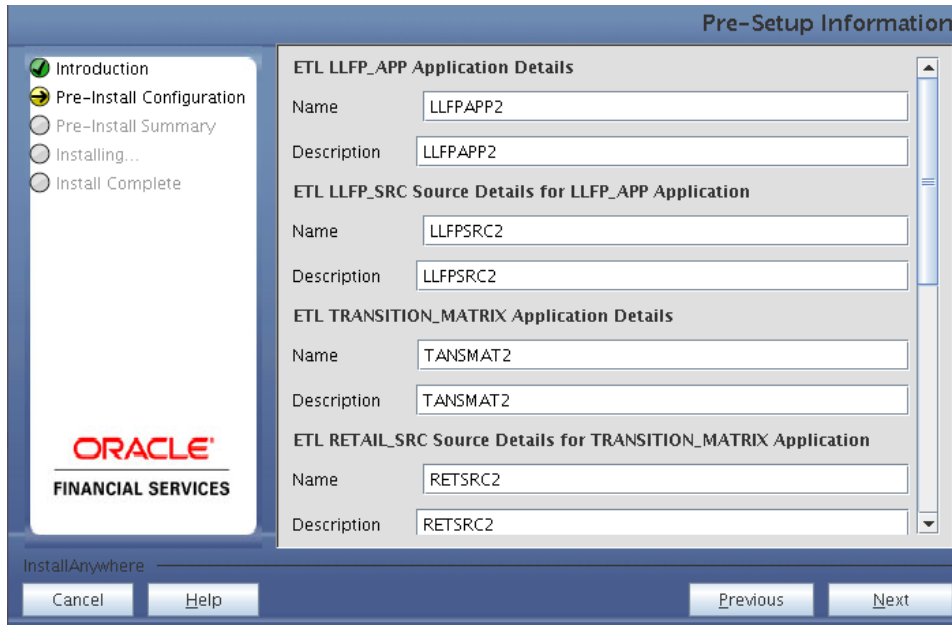 Pre-Setup Information
Introduction
Pre-Install Configuration
Pre-Install Summary
Installing...
Install Complete
ORACLE®
FINANCIAL SERVICES
ETL LLFP_APP Application Details
Name LLFPAPP2
Description LLFPAPP2
ETL LLFP_SRC Source Details for LLFP_APP Application
Name LLFPSRC2
Description LLFPSRC2
ETL TRANSITION_MATRIX Application Details
Name TANSMAT2
Description TANSMAT2
ETL RETAIL_SRC Source Details for TRANSITION_MATRIX Application
Name RETSRC2
Description RETSRC2
InstallAnywhere
Cancel Help Previous Next